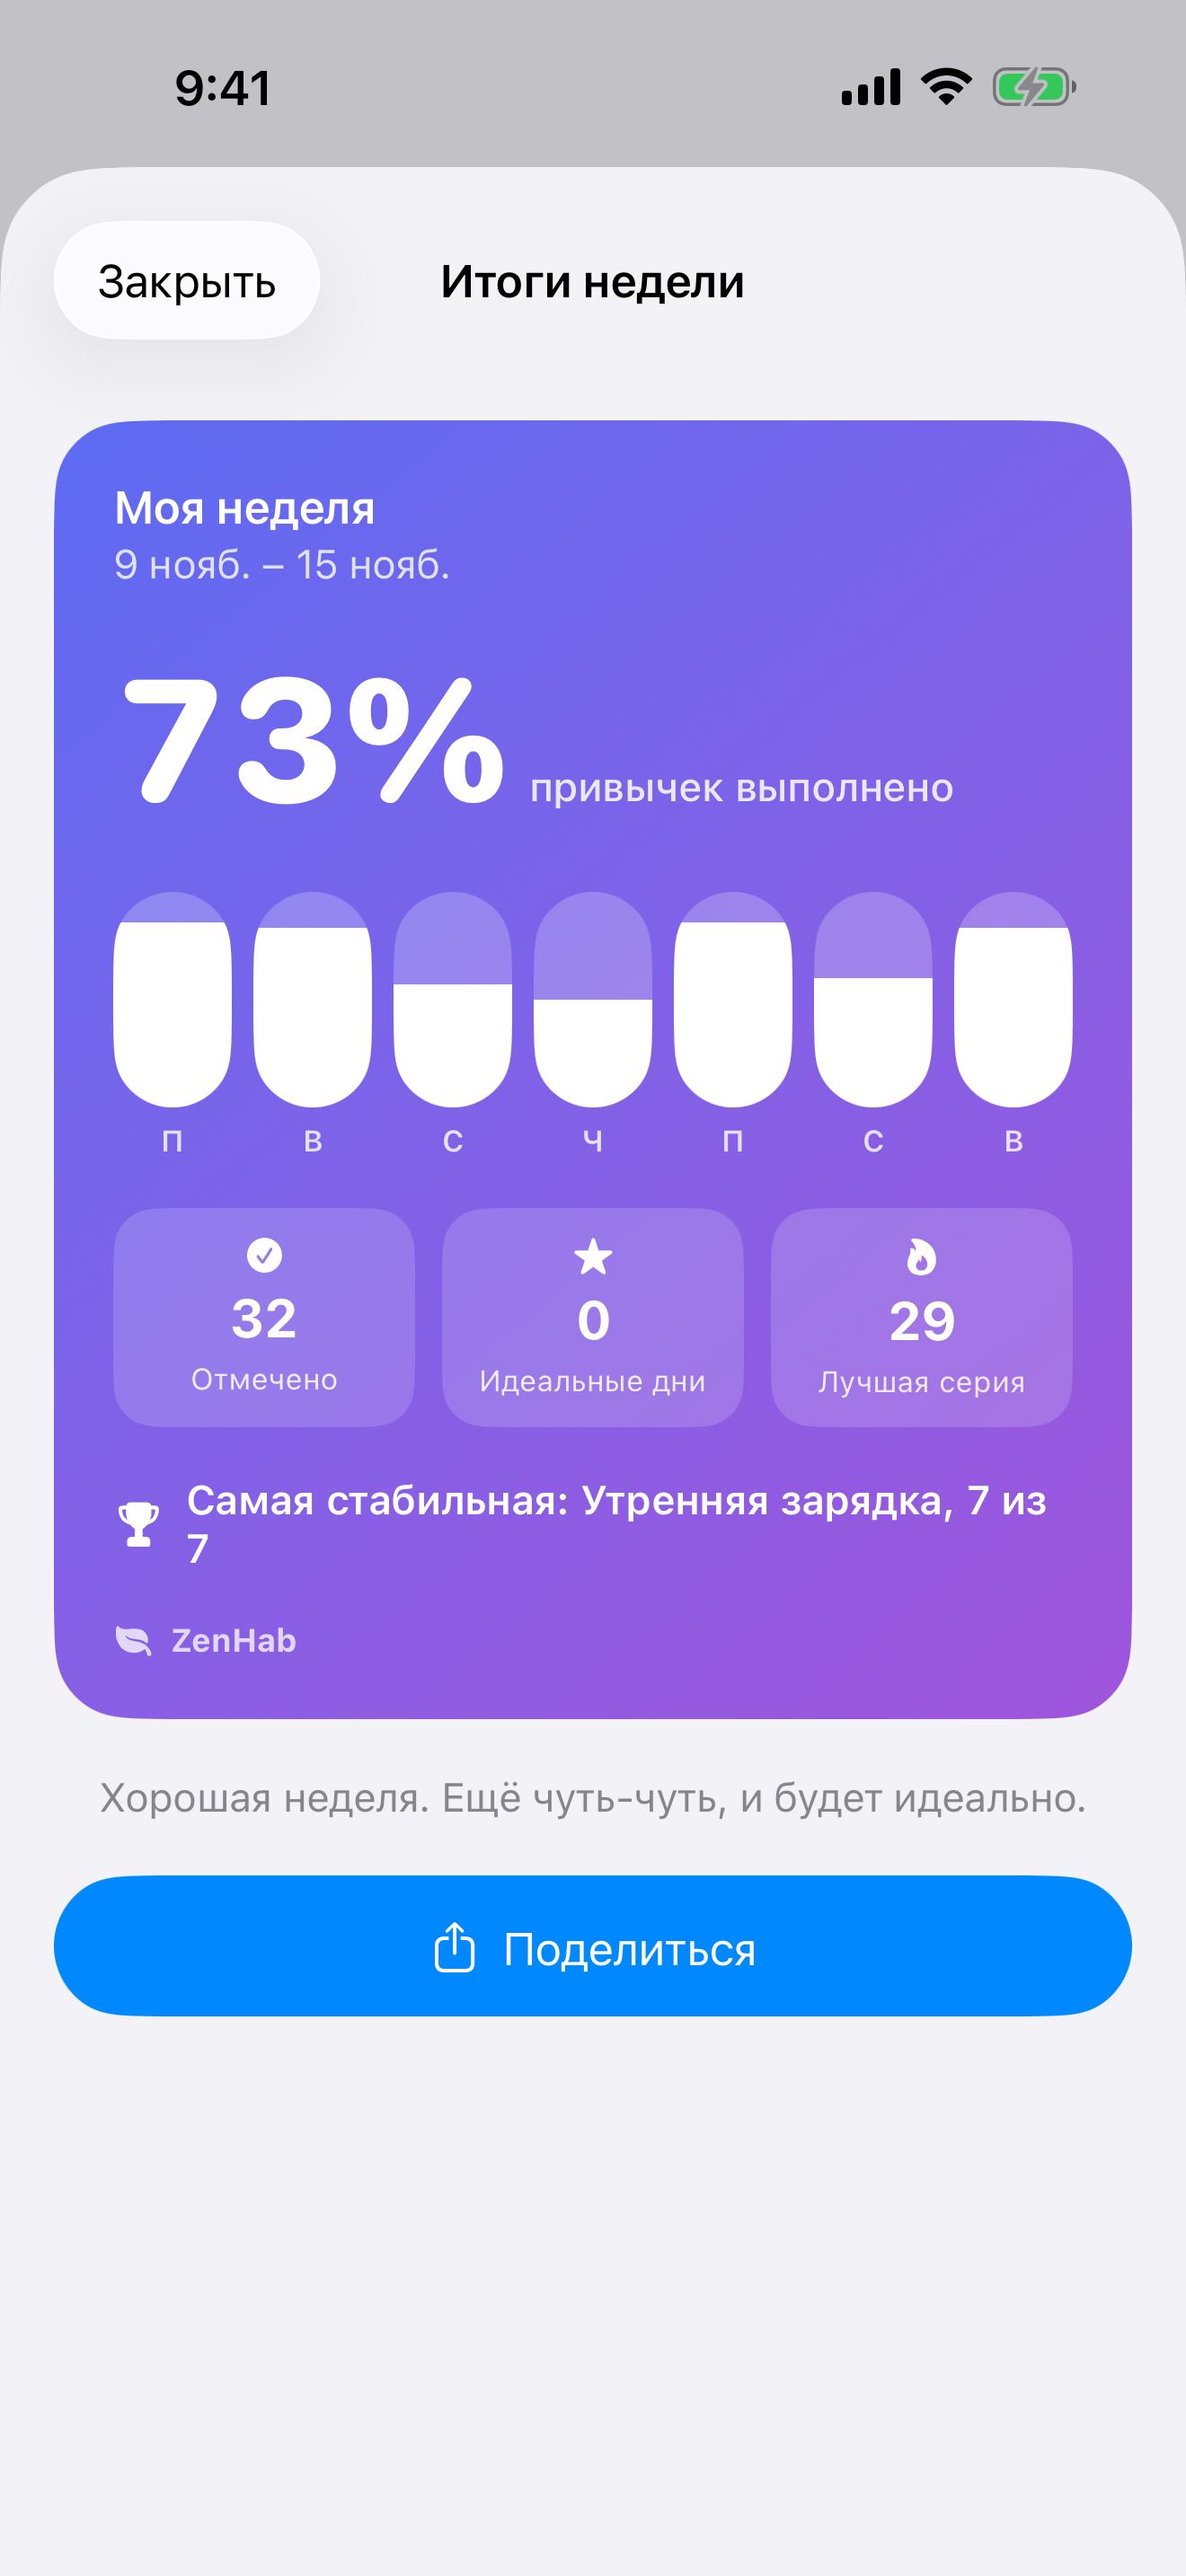 9:41
Закрыть
Итоги недели
Моя неделя
9 нояб. – 15 нояб.
73% привычек выполнено
п в с ч п с в
32 0 29
Отмечено Идеальные дни Лучшая серия
Самая стабильная: Утренняя зарядка, 7 из
7
ZenHab
Хорошая неделя. Ещё чуть-чуть, и будет идеально.
Поделиться